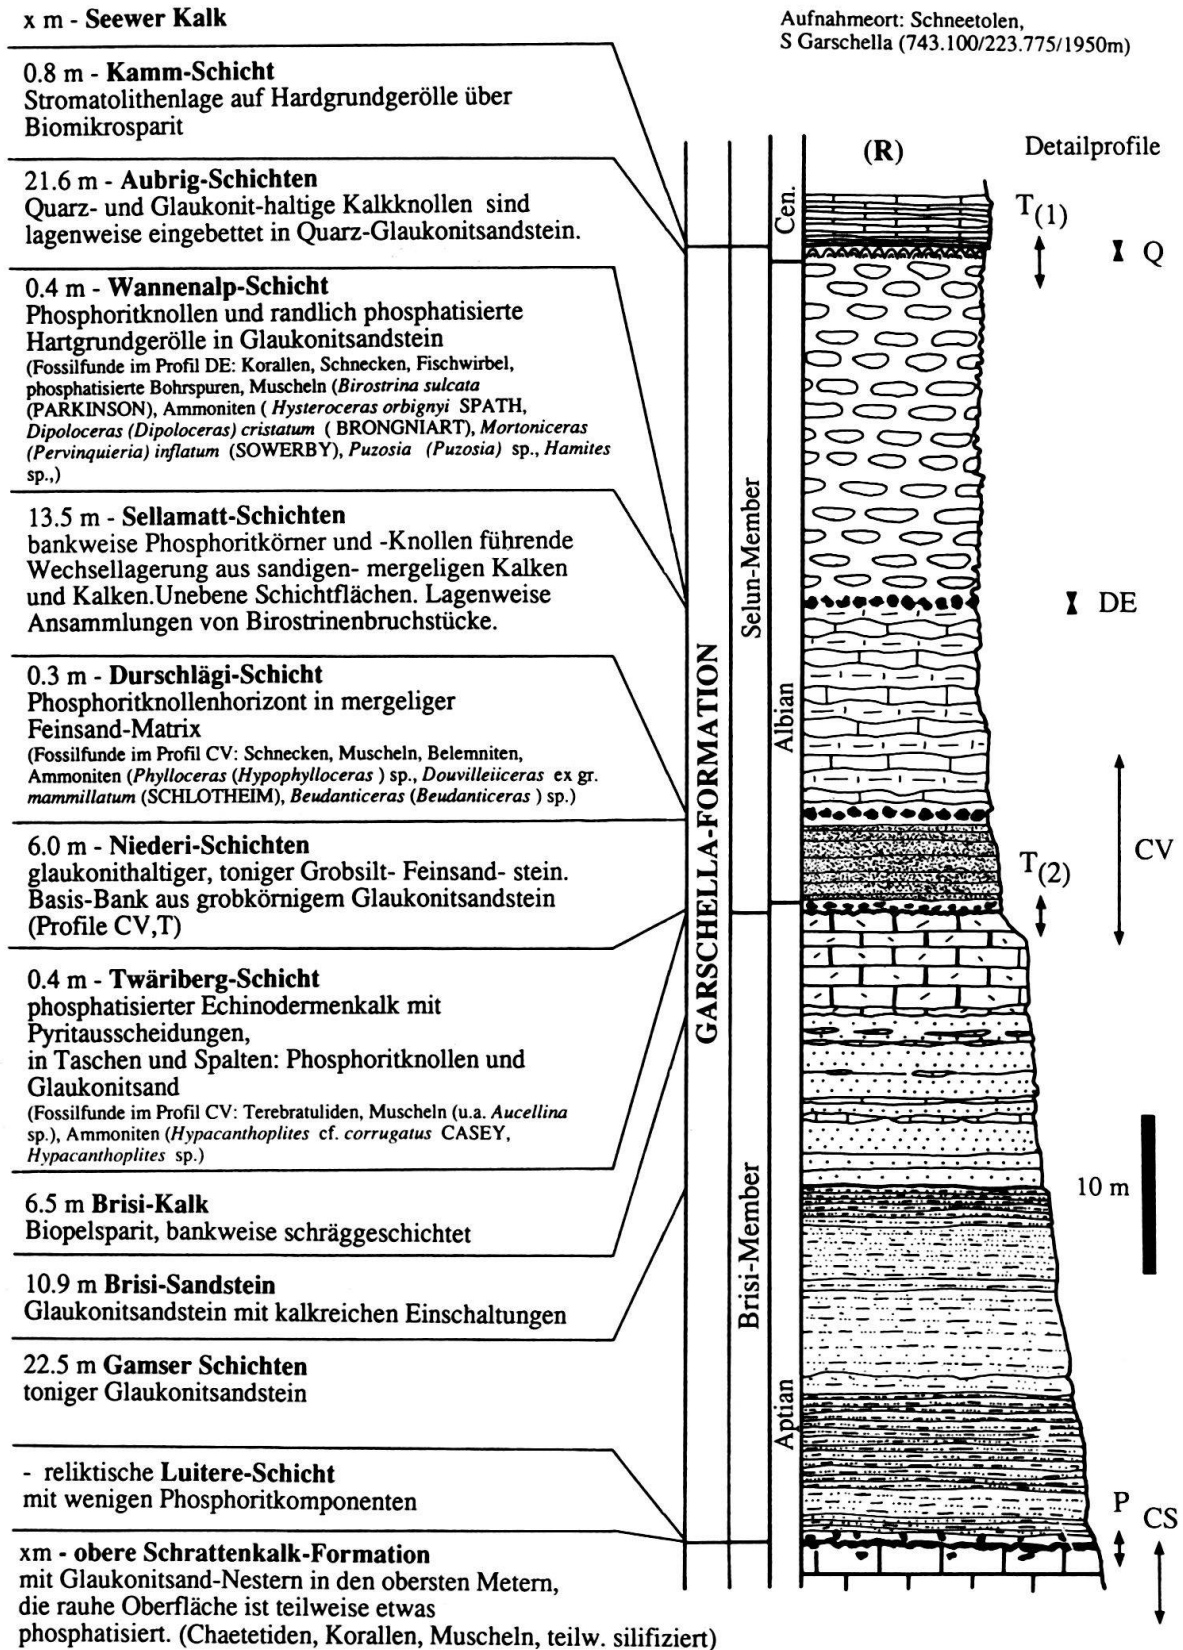 x m - Seewer Kalk
Aufnahmeort: Schneetolen,
S Garschella (743.100/223.775/1950m)
0.8 m - Kamm-Schicht
Stromatolithenlage auf Hardgrundgerölle über
Biomikrosparit
21.6 m - Aubrig-Schichten
Quarz- und Glaukonit-haltige Kalkknollen sind
lagenweise eingebettet in Quarz-Glaukonitsandstein.
0.4 m - Wannenalp-Schicht
Phosphoritknollen und randlich phosphatisierte
Hartgrundgerölle in Glaukonitsandstein
(Fossilfunde im Profil DE: Korallen, Schnecken, Fischwirbel,
phosphatisierte Bohrspuren, Muscheln (Birostrina sulcata
(PARKINSON), Ammoniten ( Hysteroceras orbignyi SPATH,
Dipoloceras (Dipoloceras) cristatum ( BRONGNIART), Mortoniceras
(Pervinquieria) inflatum (SOWERBY), Puzosia (Puzosia) sp., Hamites
sp.,)
13.5 m - Sellamatt-Schichten
bankweise Phosphoritkörner und -Knollen führende
Wechsellagerung aus sandigen- mergeligen Kalken
und Kalken.Unebene Schichtflächen. Lagenweise
Ansammlungen von Birostrinenbruchstücke.
0.3 m - Durschlägi-Schicht
Phosphoritknollenhorizont in mergeliger
Feinsand-Matrix
(Fossilfunde im Profil CV: Schnecken, Muscheln, Belemniten,
Ammoniten (Phylloceras (Hypophylloceras ) sp., Douvilleiiceras ex gr.
mammillatum (SCHLOTHEIM), Beudanticeras (Beudanticeras ) sp.)
6.0 m - Niederi-Schichten
glaukonithaltiger, toniger Grobsilt- Feinsand- stein.
Basis-Bank aus grobkörnigem Glaukonitsandstein
(Profile CV,T)
0.4 m - Twäriberg-Schicht
phosphatisierter Echinodermenkalk mit
Pyritausscheidungen,
in Taschen und Spalten: Phosphoritknollen und
Glaukonitsand
(Fossilfunde im Profil CV: Terebratuliden, Muscheln (u.a. Aucellina
sp.), Ammoniten (Hypacanthoplites cf. corrugatus CASEY,
Hypacanthoplites sp.)
6.5 m Brisi-Kalk
Biopelsparit, bankweise schräggeschichtet
10.9 m Brisi-Sandstein
Glaukonitsandstein mit kalkreichen Einschaltungen
22.5 m Gamser Schichten
toniger Glaukonitsandstein
- reliktische Luitere-Schicht
mit wenigen Phosphoritkomponenten
xm - obere Schrattenkalk-Formation
mit Glaukonitsand-Nestern in den obersten Metern,
die rauhe Oberfläche ist teilweise etwas
phosphatisiert. (Chaetetiden, Korallen, Muscheln, teilw. silifiziert)
GARSCHELLA-FORMATION
Selun-Member
Brisi-Member
Cen.
Albian
Aptian
(R)
Detailprofile
T(1)
Q
DE
CV
T(2)
10 m
P
CS